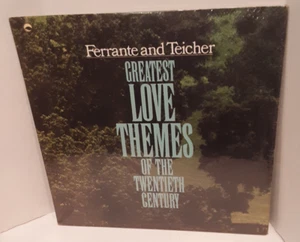 Ferrante and Teicher
GREATEST
LOVE
THEMES
OF THE
TWENTIETH
CENTURY